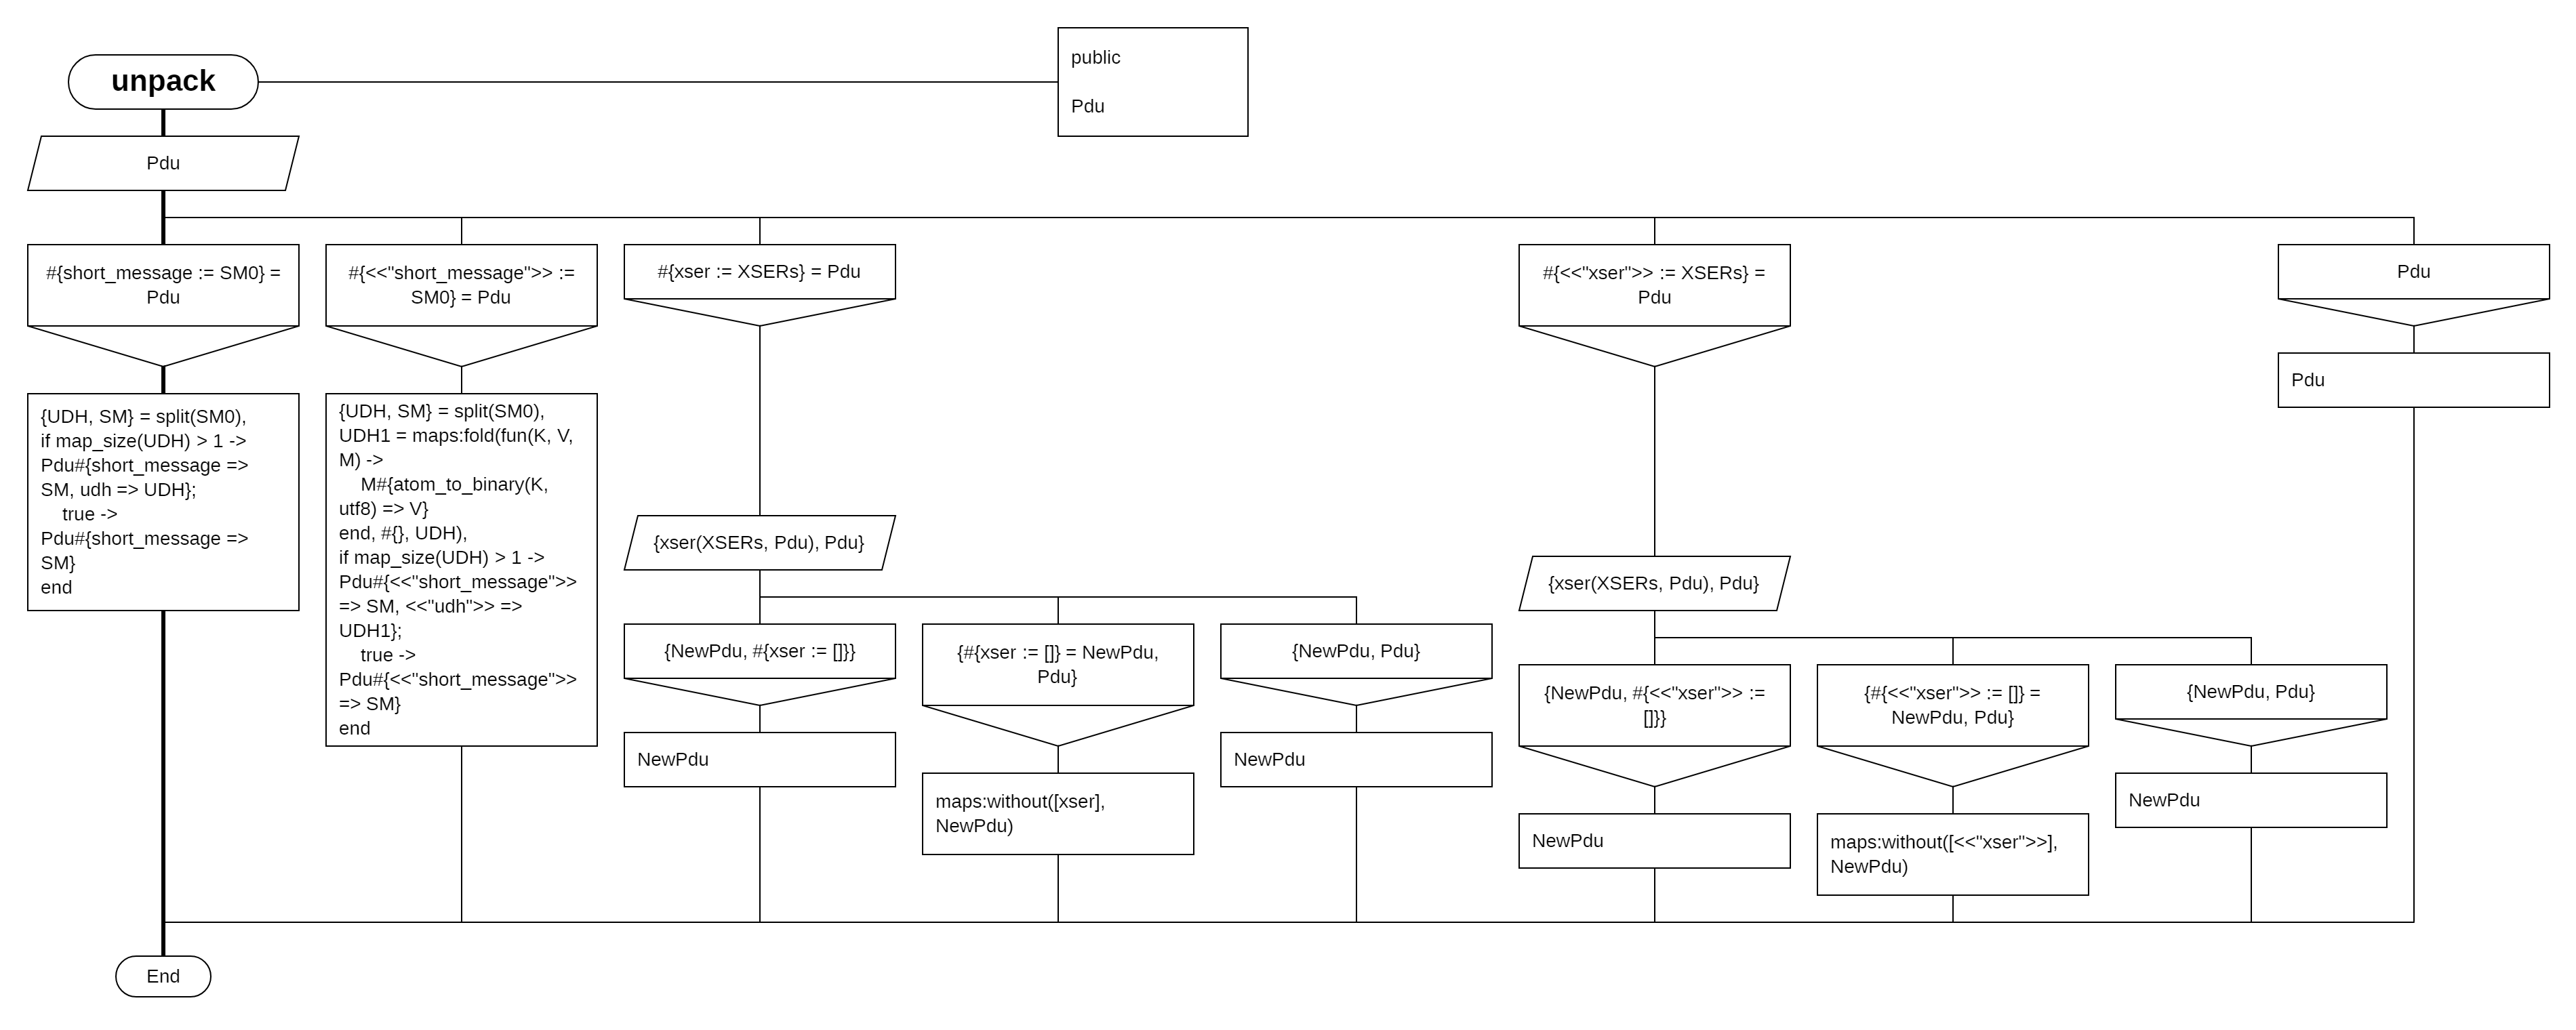 unpack
public
Pdu
Pdu
#{short_message := SM0} =
Pdu
#{<<"short_message">> :=
SM0} = Pdu
#{xser := XSERs} = Pdu
#{<<"xser">> := XSERs} =
Pdu
Pdu
{UDH, SM} = split(SM0),
if map_size(UDH) > 1 ->
Pdu#{short_message =>
SM, udh => UDH};
    true ->
Pdu#{short_message =>
SM}
end
{UDH, SM} = split(SM0),
UDH1 = maps:fold(fun(K, V,
M) ->
    M#{atom_to_binary(K,
utf8) => V}
end, #{}, UDH),
if map_size(UDH) > 1 ->
Pdu#{<<"short_message">>
=> SM, <<"udh">> =>
UDH1};
    true ->
Pdu#{<<"short_message">>
=> SM}
end
{xser(XSERs, Pdu), Pdu}
{NewPdu, #{xser := []}}
NewPdu
{#{xser := []} = NewPdu,
Pdu}
maps:without([xser],
NewPdu)
{NewPdu, Pdu}
NewPdu
{xser(XSERs, Pdu), Pdu}
{NewPdu, #{<<"xser">> :=
[]}}
NewPdu
{#{<<"xser">> := []} =
NewPdu, Pdu}
maps:without([<<"xser">>],
NewPdu)
{NewPdu, Pdu}
NewPdu
Pdu
End